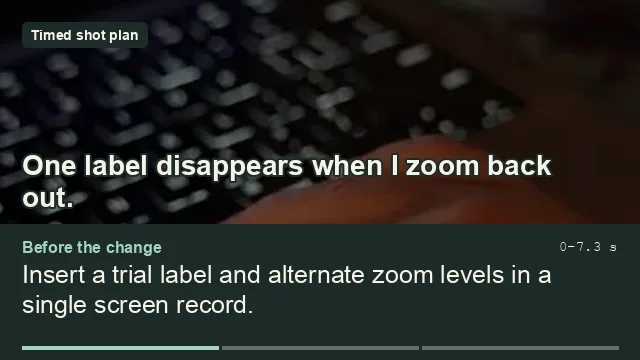 Timed shot plan
One label disappears when I zoom back
out.
Before the change
0–7.3 s
Insert a trial label and alternate zoom levels in a
single screen record.